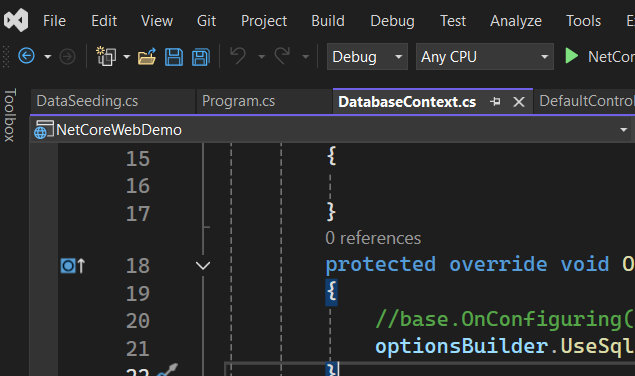 File Edit View Git Project Build Debug Test Analyze Tools
Debug Any CPU NetCor
Toolbox
DataSeeding.cs Program.cs DatabaseContext.cs DefaultControl
NetCoreWebDemo
15 {
16
17 }
0 references
18 protected override void O
19 {
20 //base.OnConfiguring(
21 optionsBuilder.UseSql
22 }